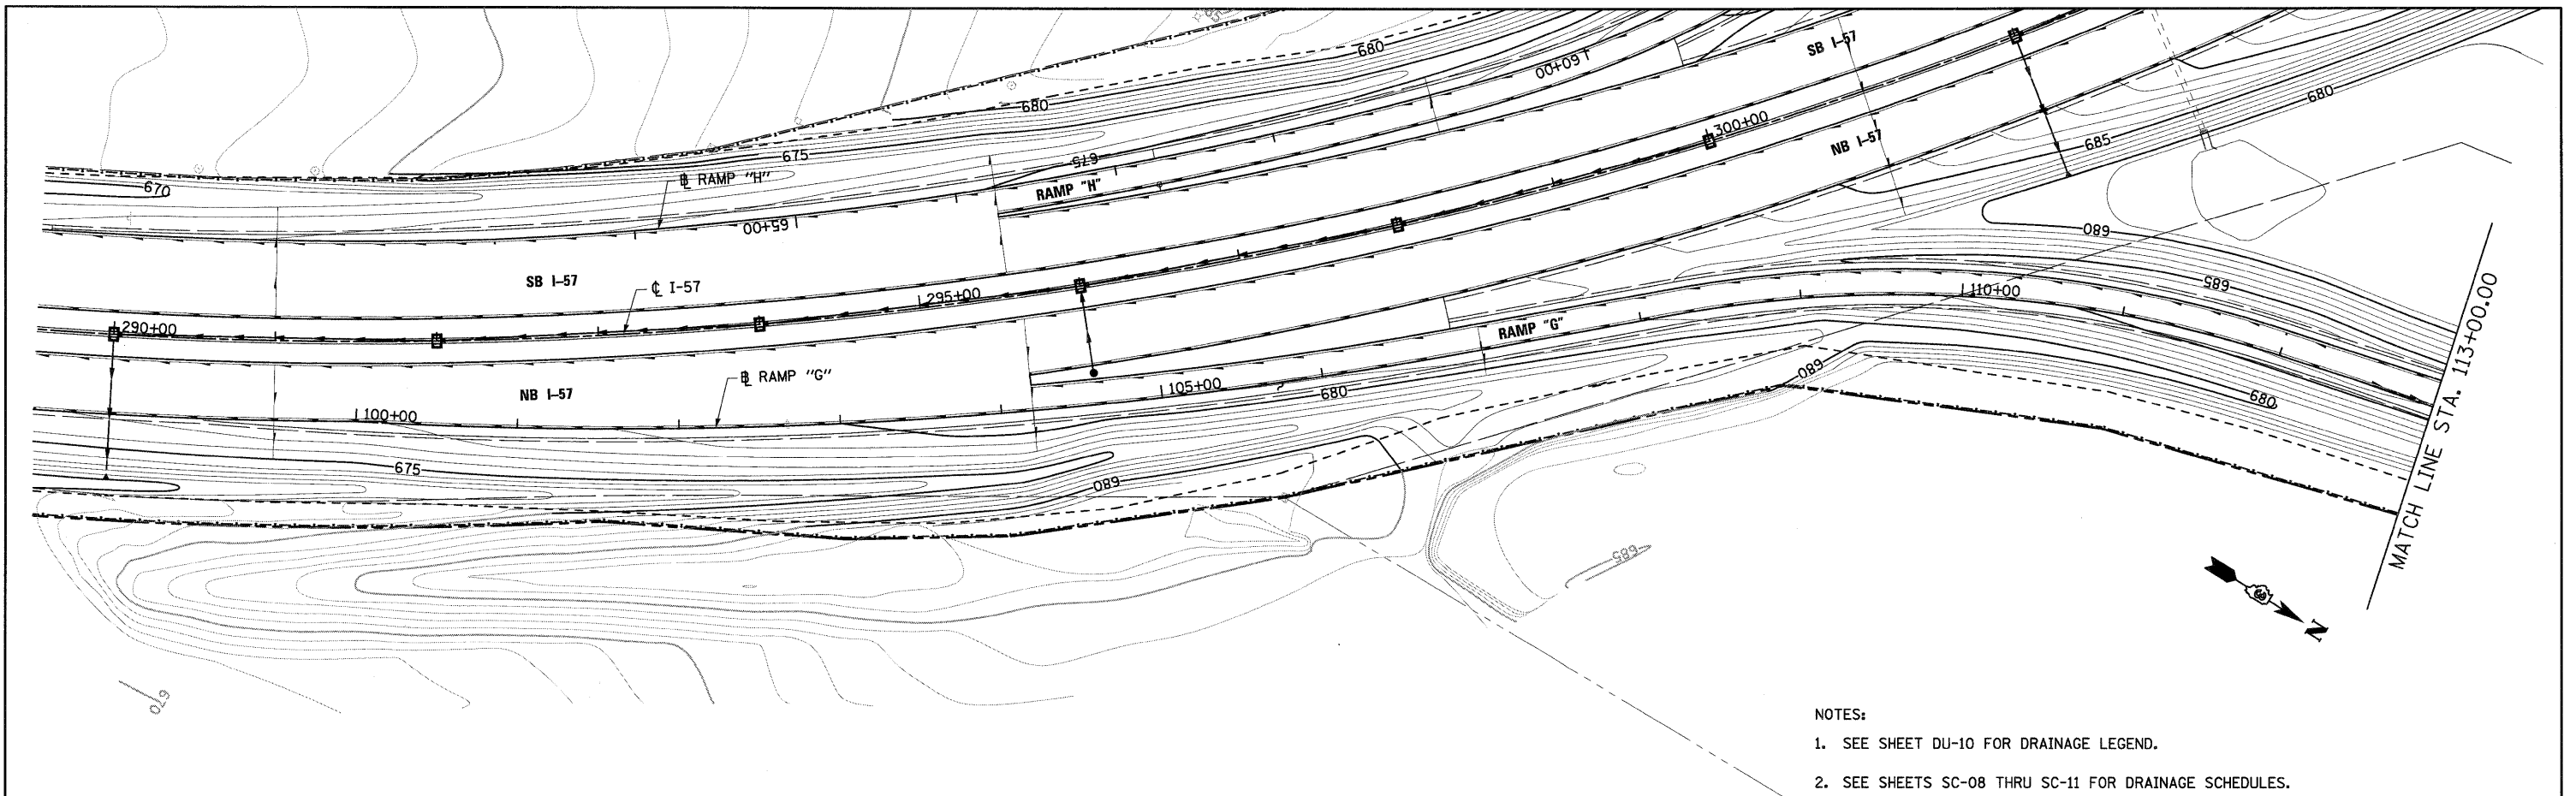 680
SB I-57
160+00
680
680
300+00
NB I-57
685
675
675
670
℄ RAMP "H"
RAMP "H"
165+00
680
685
SB I-57
℄ I-57
295+00
110+00
290+00
RAMP "G"
MATCH LINE STA. 113+00.00
NB I-57
℄ RAMP "G"
105+00
680
680
100+00
680
675
680
685
670
N
NOTES:
1. SEE SHEET DU-10 FOR DRAINAGE LEGEND.
2. SEE SHEETS SC-08 THRU SC-11 FOR DRAINAGE SCHEDULES.